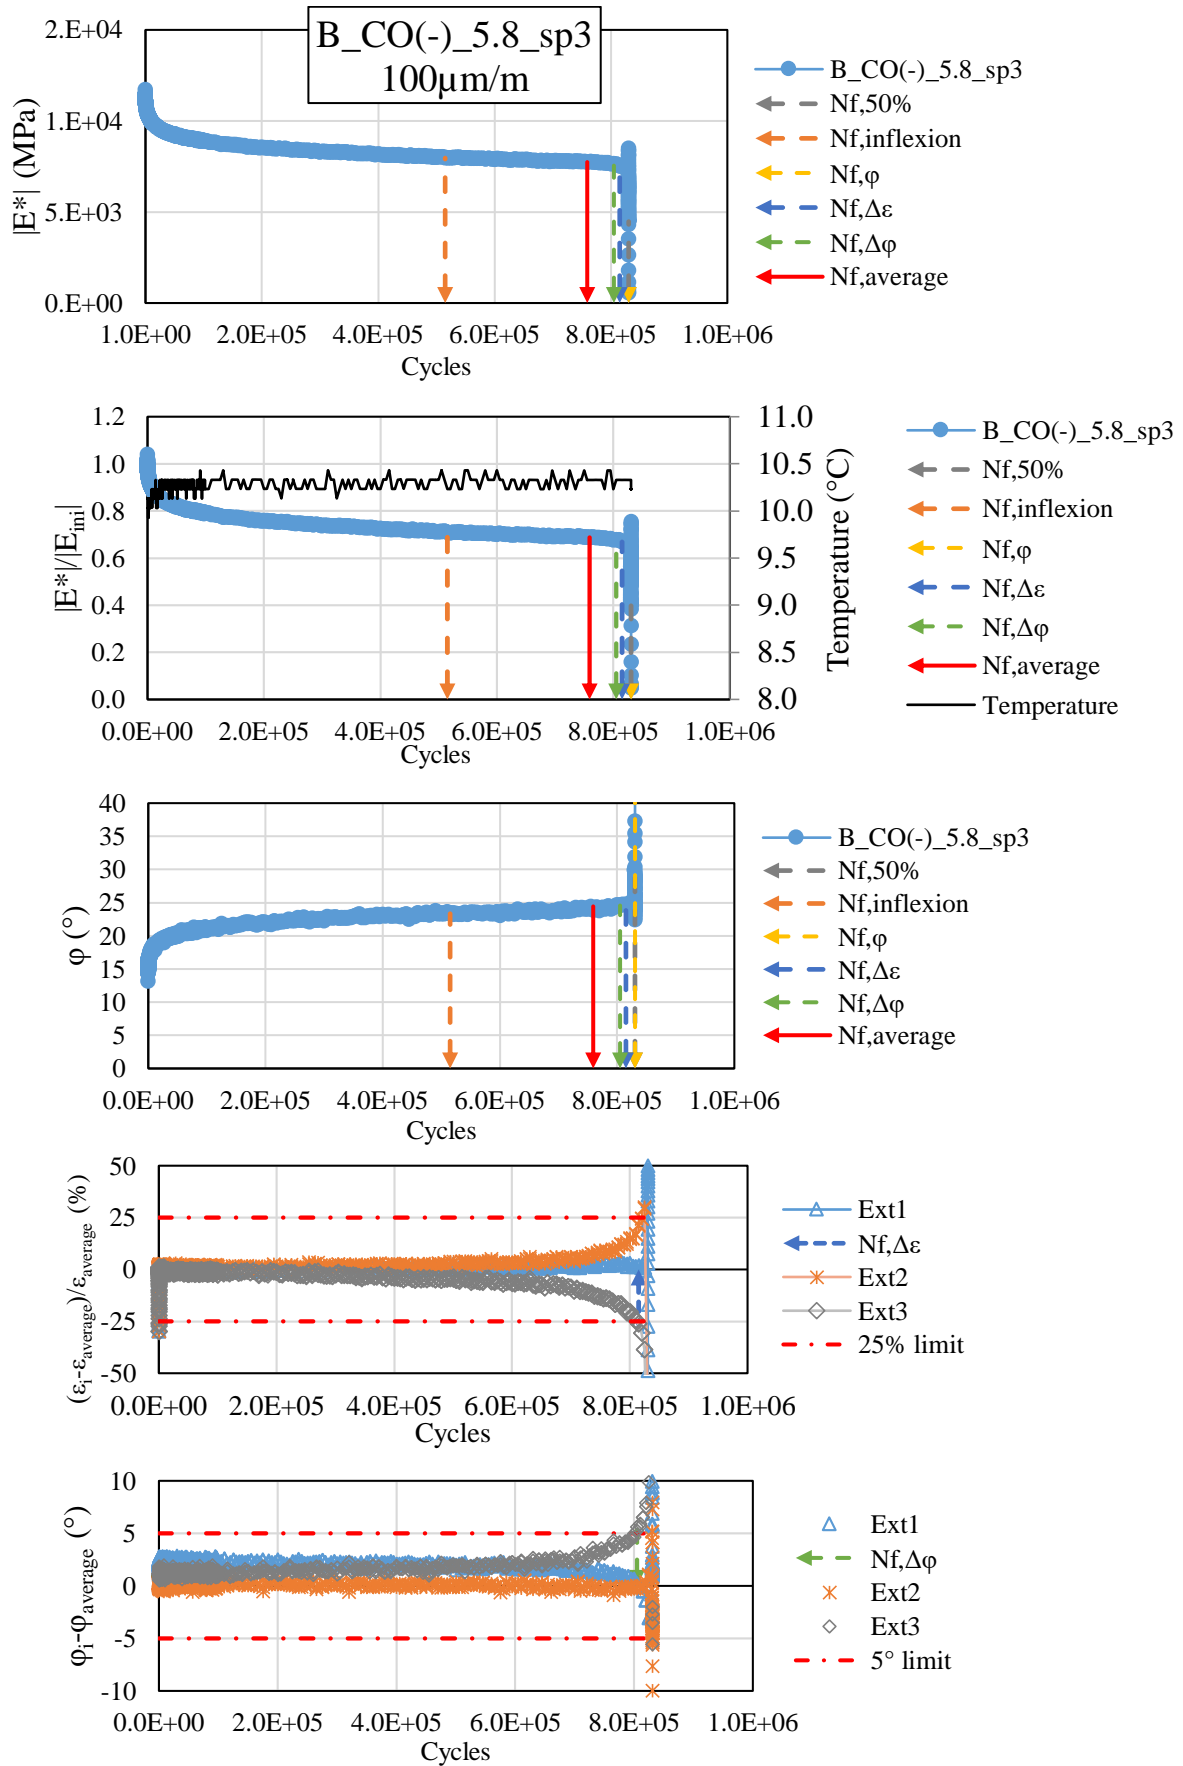 B_CO(-)_5.8_sp3
100µm/m
2.E+04
1.E+04
5.E+03
0.E+00
|E*| (MPa)
1.0E+00 2.0E+05 4.0E+05 6.0E+05 8.0E+05 1.0E+06
Cycles
B_CO(-)_5.8_sp3
Nf,50%
Nf,inflexion
Nf,φ
Nf,Δε
Nf,Δφ
Nf,average
1.2
1.0
0.8
0.6
0.4
0.2
0.0
|E*|/|E_ini|
11.0
10.5
10.0
9.5
9.0
8.5
8.0
Temperature (°C)
0.0E+00 2.0E+05 4.0E+05 6.0E+05 8.0E+05 1.0E+06
Cycles
B_CO(-)_5.8_sp3
Nf,50%
Nf,inflexion
Nf,φ
Nf,Δε
Nf,Δφ
Nf,average
Temperature
40
35
30
25
20
15
10
5
0
φ (°)
0.0E+00 2.0E+05 4.0E+05 6.0E+05 8.0E+05 1.0E+06
Cycles
B_CO(-)_5.8_sp3
Nf,50%
Nf,inflexion
Nf,φ
Nf,Δε
Nf,Δφ
Nf,average
50
25
0
-25
-50
(ε_i-ε_average)/ε_average (%)
0.0E+00 2.0E+05 4.0E+05 6.0E+05 8.0E+05 1.0E+06
Cycles
Ext1
Nf,Δε
Ext2
Ext3
25% limit
10
5
0
-5
-10
φ_i-φ_average (°)
0.0E+00 2.0E+05 4.0E+05 6.0E+05 8.0E+05 1.0E+06
Cycles
Ext1
Nf,Δφ
Ext2
Ext3
5° limit